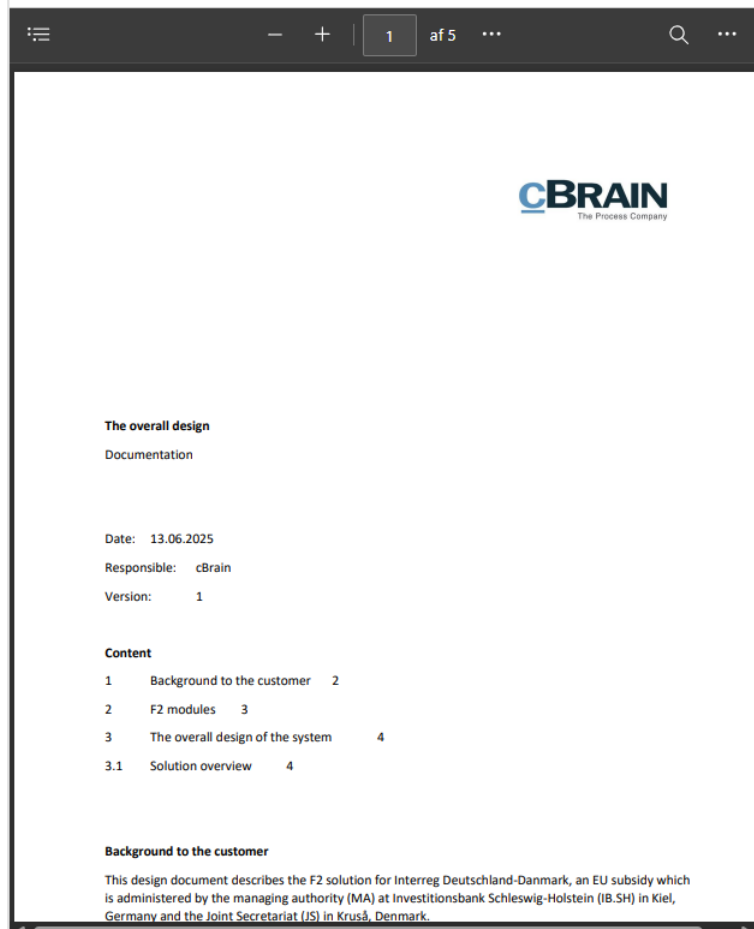 1 af 5
CBRAIN
The Process Company
The overall design
Documentation
Date: 13.06.2025
Responsible: cBrain
Version: 1
Content
1 Background to the customer 2
2 F2 modules 3
3 The overall design of the system 4
3.1 Solution overview 4
Background to the customer
This design document describes the F2 solution for Interreg Deutschland-Danmark, an EU subsidy which
is administered by the managing authority (MA) at Investitionsbank Schleswig-Holstein (IB.SH) in Kiel,
Germany and the Joint Secretariat (JS) in Kruså, Denmark.